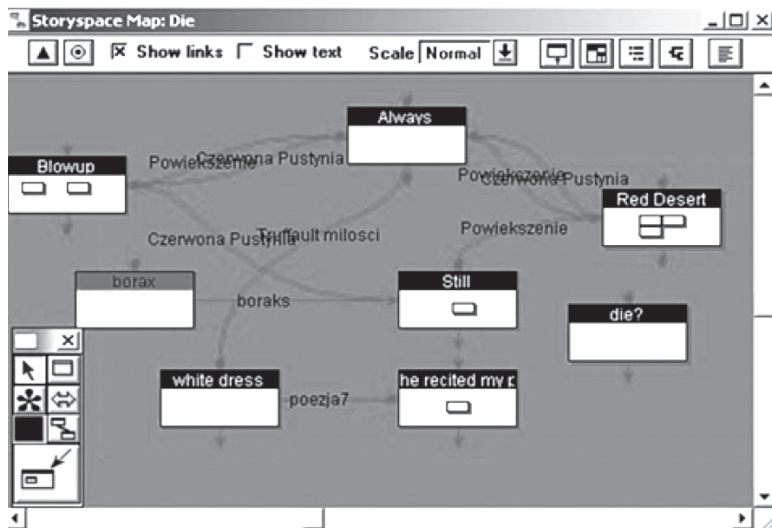 Storyspace Map: Die
Show links Show text Scale Normal
Always
Powiekszenie Czerwona Pustynia
Blowup
Powiekszenie
Czerwona Pustynia
Red Desert
Czerwona Pustynia
Truffault milosci
Powiekszenie
borax
Still
boraks
die?
white dress
he recited my p
poezja7